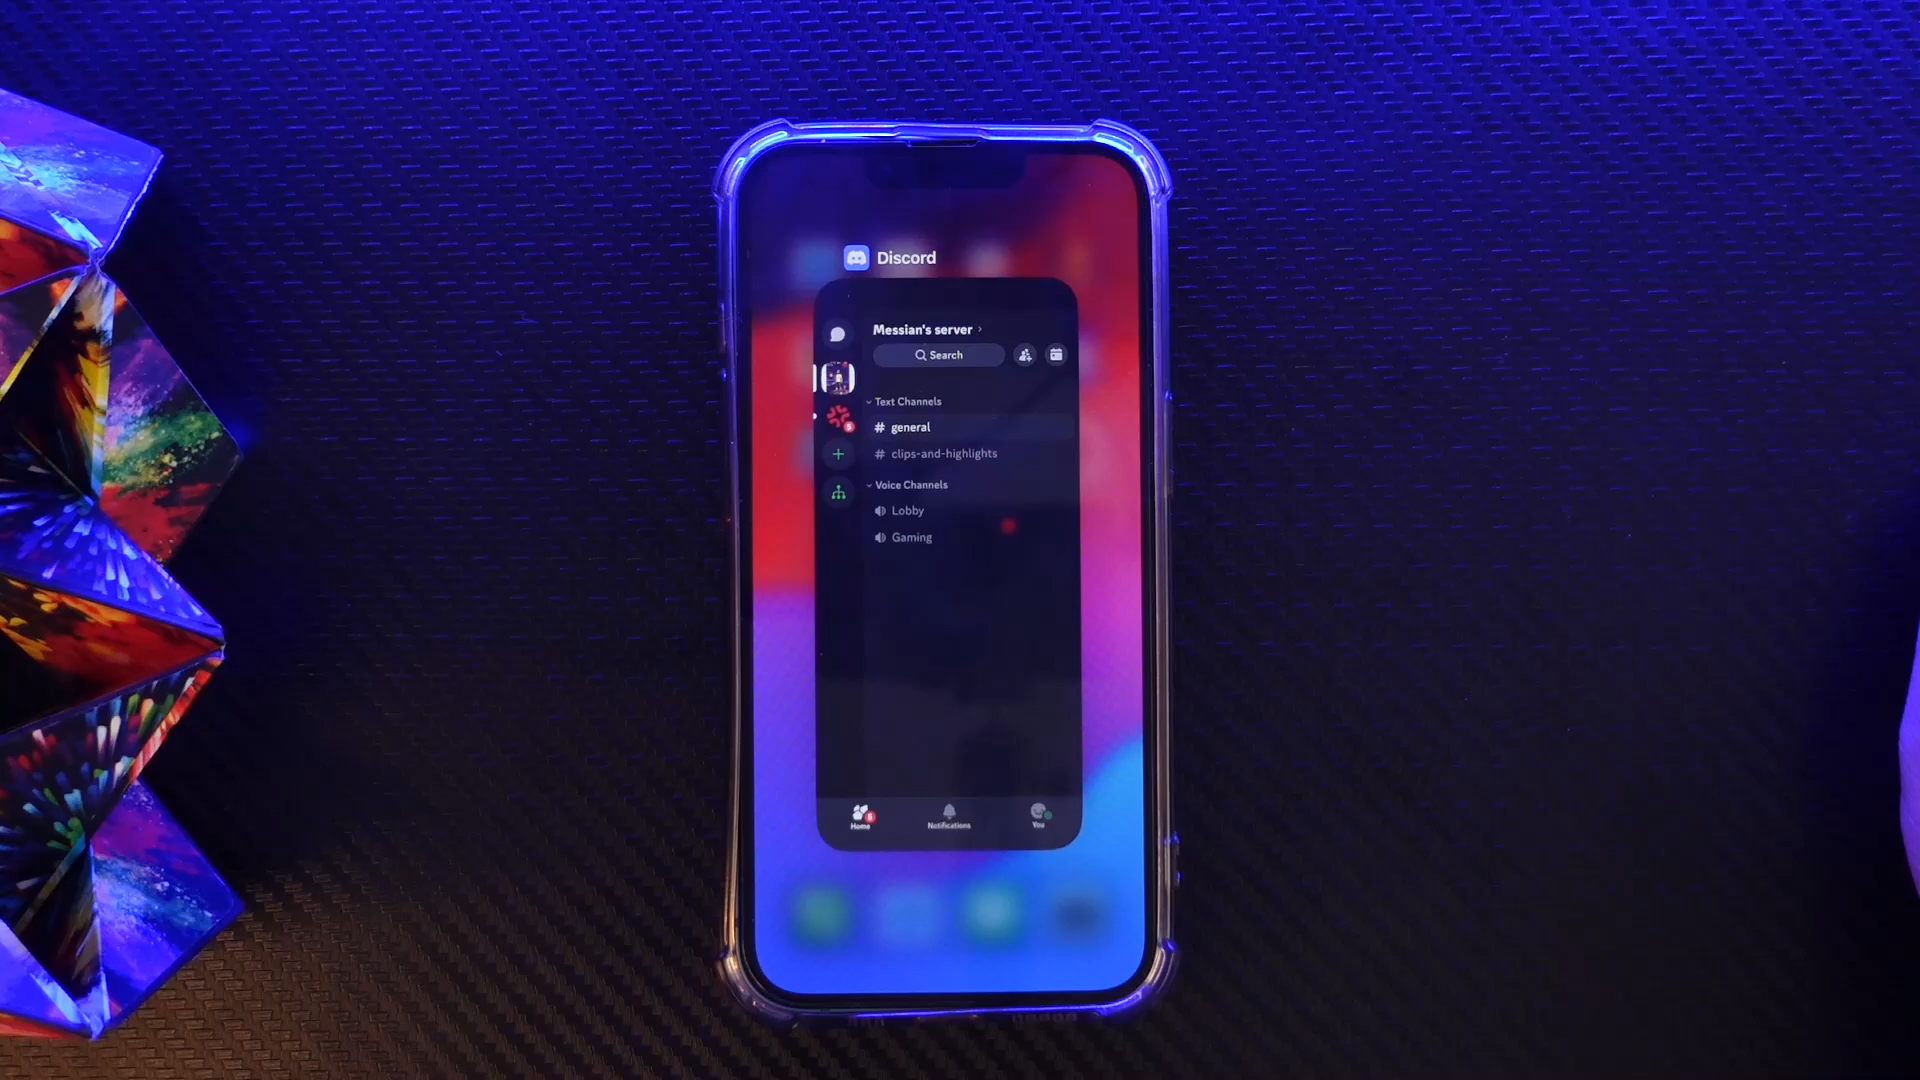 Discord
Messian's server
Search
Text Channels
# general
# clips-and-highlights
Voice Channels
Lobby
Gaming
Home
Notifications
You